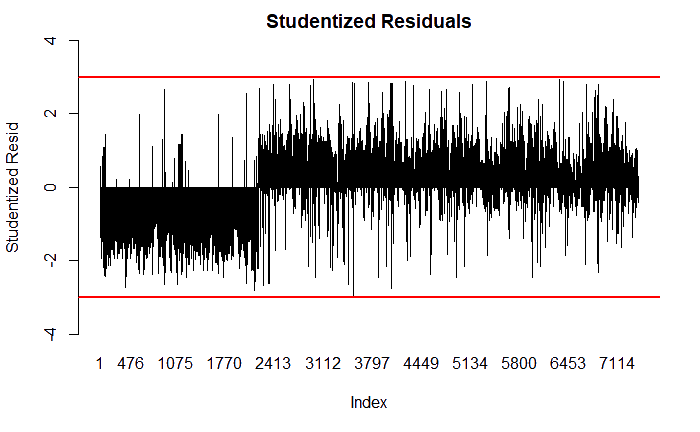 Studentized Residuals
Studentized Resid
4
2
0
-2
-4
1 476 1075 1770 2413 3112 3797 4449 5134 5800 6453 7114
Index